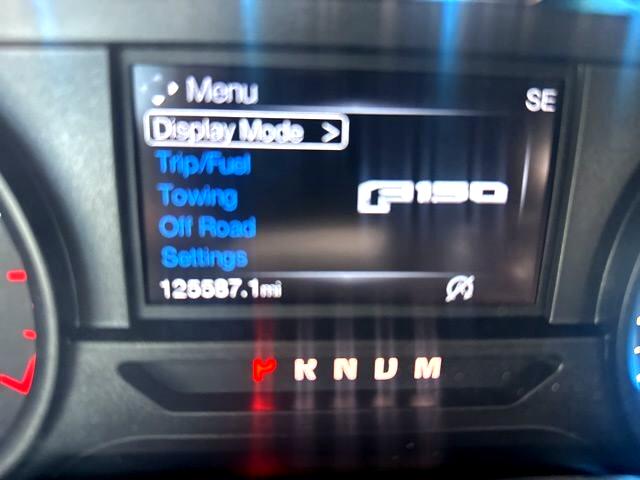 Menu
SE
Display Mode >
Trip/Fuel
Towing
F150
Off Road
Settings
125587.1mi
P R N D M